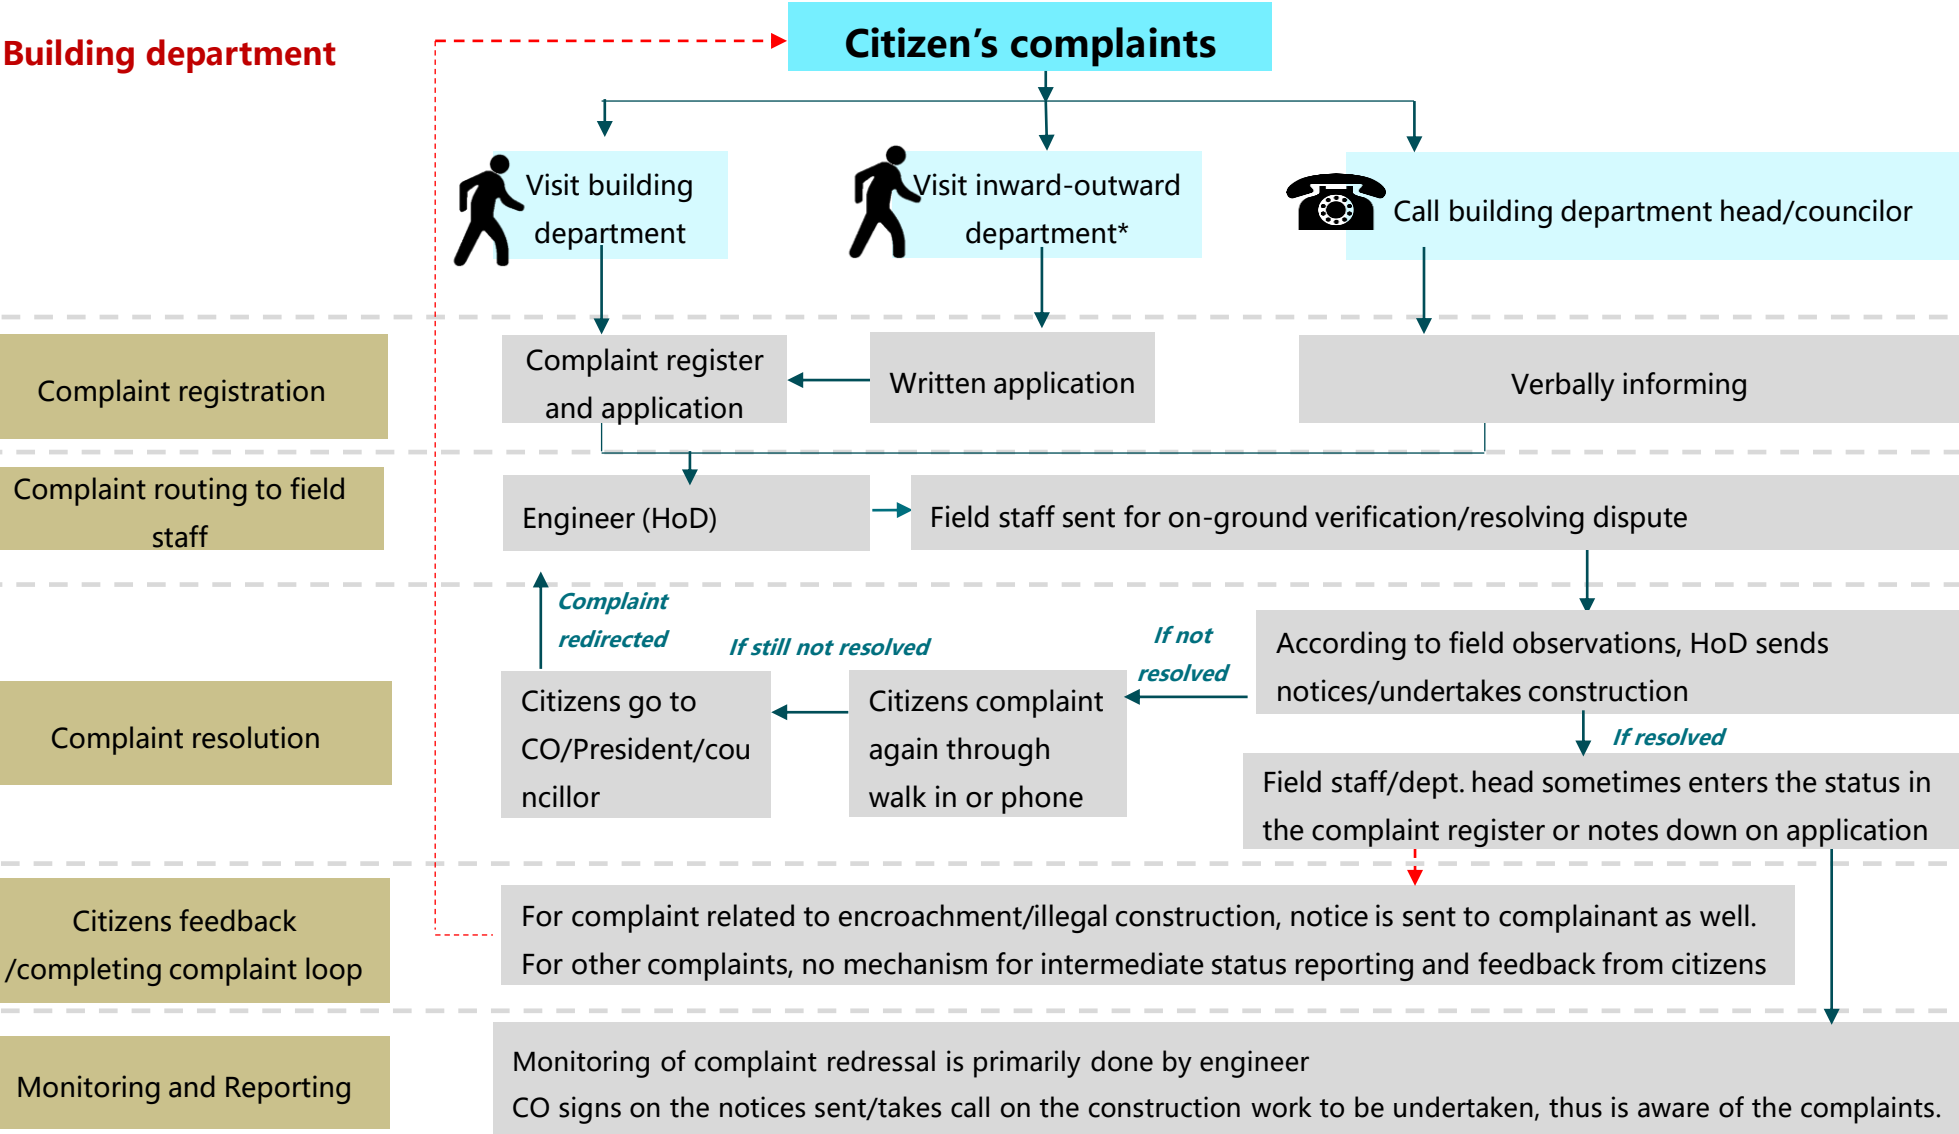 Building department
Citizen’s complaints
Visit building
department
Visit inward-outward
department*
Call building department head/councilor
Complaint registration
Complaint register
and application
Written application
Verbally informing
Complaint routing to field
staff
Engineer (HoD)
Field staff sent for on-ground verification/resolving dispute
Complaint
redirected
If still not resolved
If not
resolved
According to field observations, HoD sends
notices/undertakes construction
Complaint resolution
Citizens go to
CO/President/cou
ncillor
Citizens complaint
again through
walk in or phone
If resolved
Field staff/dept. head sometimes enters the status in
the complaint register or notes down on application
Citizens feedback
/completing complaint loop
For complaint related to encroachment/illegal construction, notice is sent to complainant as well.
For other complaints, no mechanism for intermediate status reporting and feedback from citizens
Monitoring and Reporting
Monitoring of complaint redressal is primarily done by engineer
CO signs on the notices sent/takes call on the construction work to be undertaken, thus is aware of the complaints.